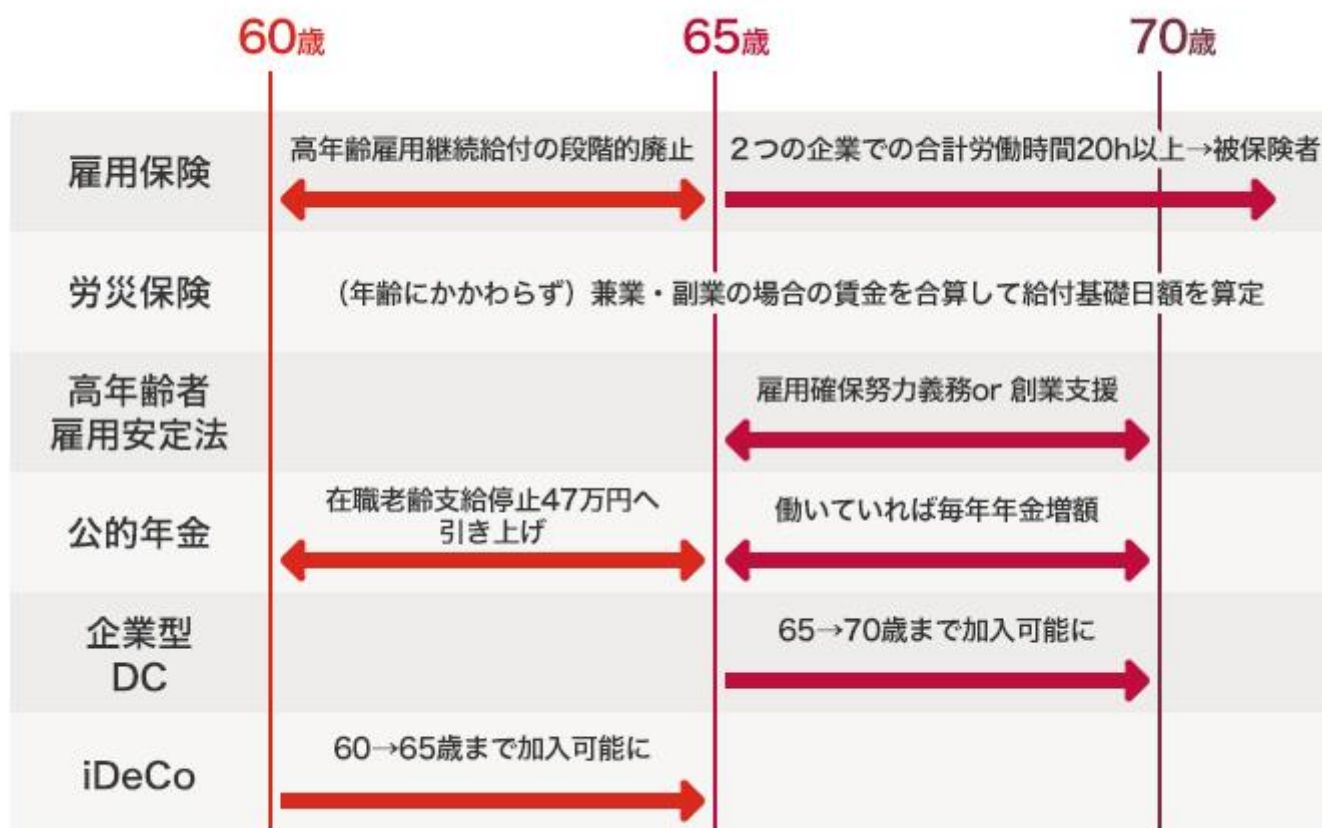 60歳
65歳
70歳
雇用保険
高年齢雇用継続給付の段階的廃止
2つの企業での合計労働時間20h以上→被保険者
労災保険
（年齢にかかわらず）兼業・副業の場合の賃金を合算して給付基礎日額を算定
高年齢者
雇用安定法
雇用確保努力義務or 創業支援
公的年金
在職老齢支給停止47万円へ
引き上げ
働いていれば毎年年金増額
企業型
DC
65→70歳まで加入可能に
iDeCo
60→65歳まで加入可能に